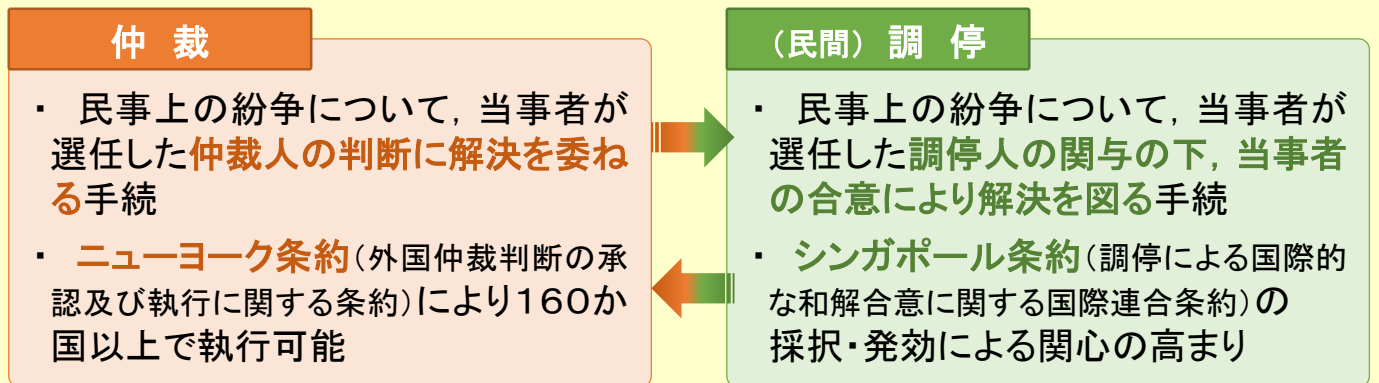 仲 裁
・ 民事上の紛争について，当事者が
選任した仲裁人の判断に解決を委ね
る手続
・ ニューヨーク条約（外国仲裁判断の承
認及び執行に関する条約）により１６０か
国以上で執行可能
（民間）調 停
・ 民事上の紛争について，当事者が
選任した調停人の関与の下，当事者
の合意により解決を図る手続
・ シンガポール条約（調停による国際的
な和解合意に関する国際連合条約）の
採択・発効による関心の高まり